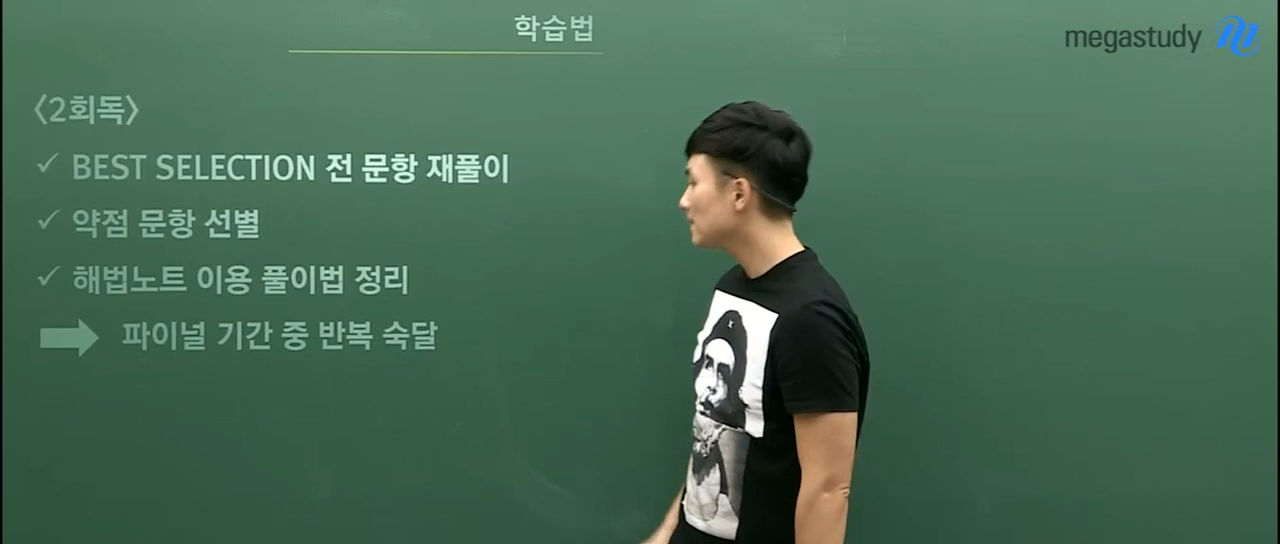 학습법
megastudy
〈2회독〉
✓ BEST SELECTION 전 문항 재풀이
✓ 약점 문항 선별
✓ 해법노트 이용 풀이법 정리
➡ 파이널 기간 중 반복 숙달